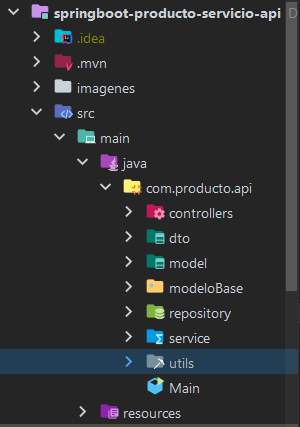 springboot-producto-servicio-api
.idea
.mvn
imagenes
src
main
java
com.producto.api
controllers
dto
model
modeloBase
repository
service
utils
Main
resources